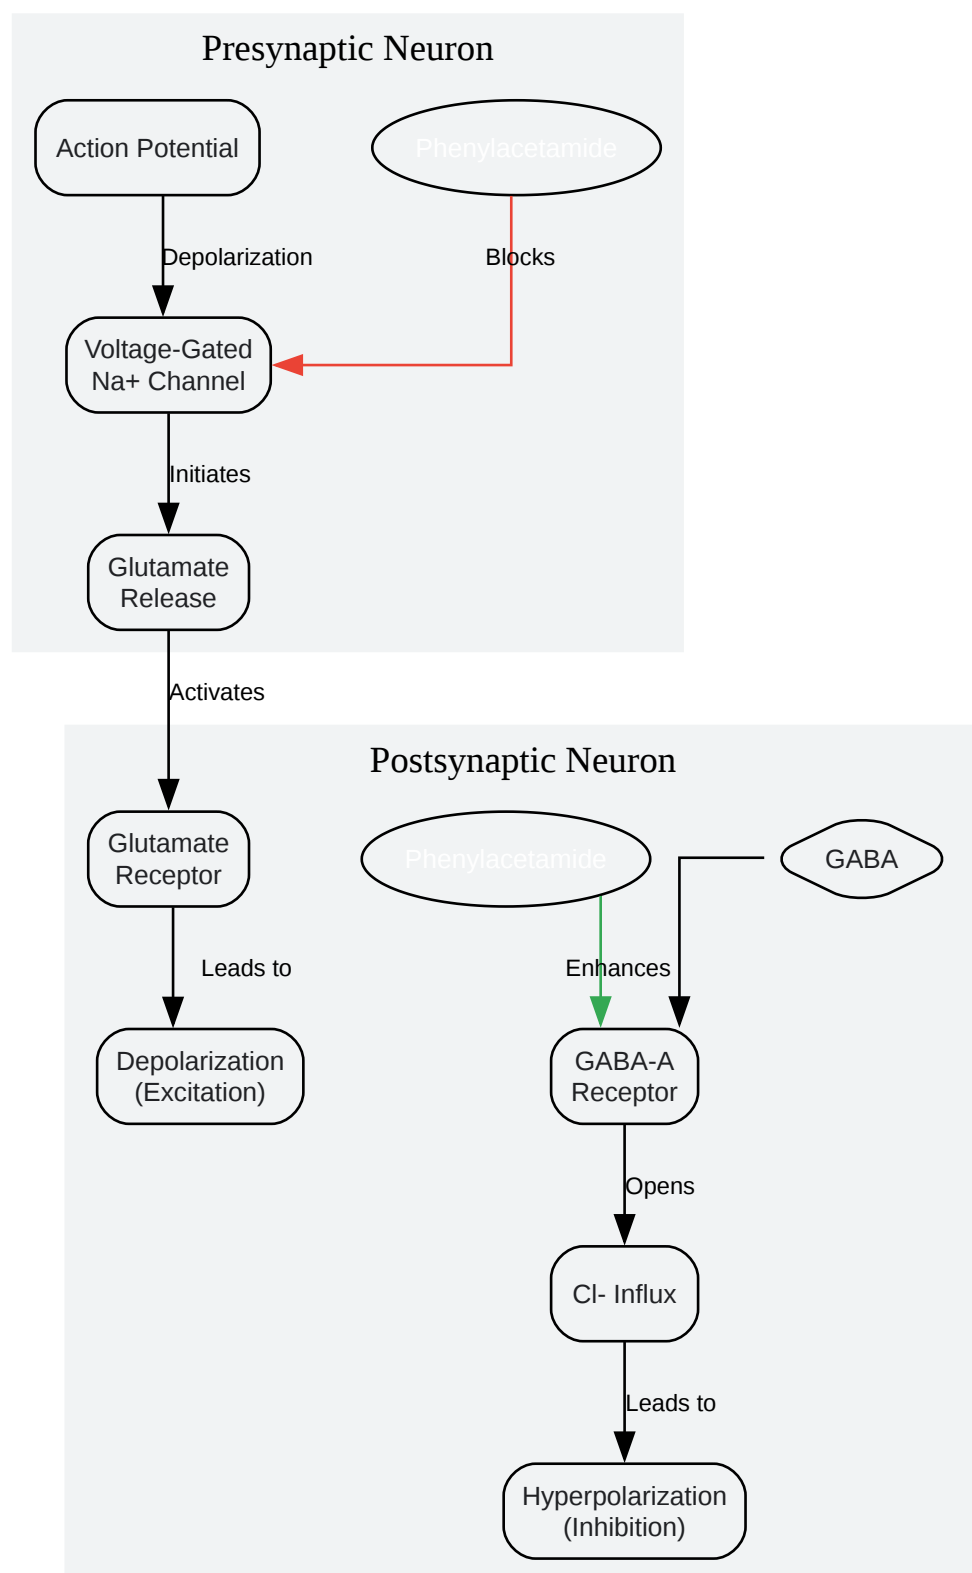 Presynaptic Neuron
Action Potential
Phenylacetamide
Depolarization
Blocks
Voltage-Gated
Na+ Channel
Initiates
Glutamate
Release
Activates
Postsynaptic Neuron
Glutamate
Receptor
Phenylacetamide
GABA
Leads to
Enhances
Depolarization
(Excitation)
GABA-A
Receptor
Opens
Cl- Influx
Leads to
Hyperpolarization
(Inhibition)